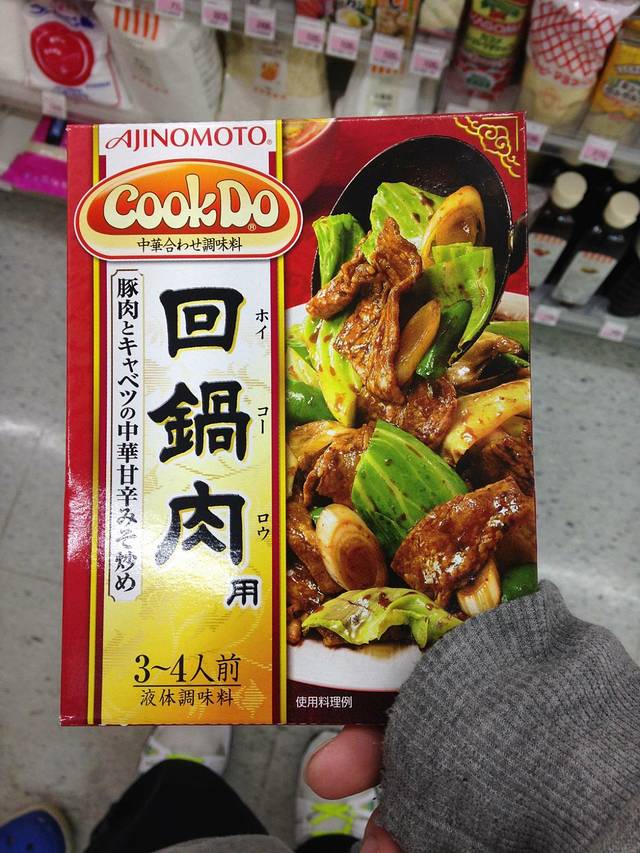 AJINOMOTO®
CookDo®
中華合わせ調味料
豚肉とキャベツの中華甘辛みそ炒め
回鍋肉用
ホイコーロウ
3~4人前
液体調味料
使用料理例